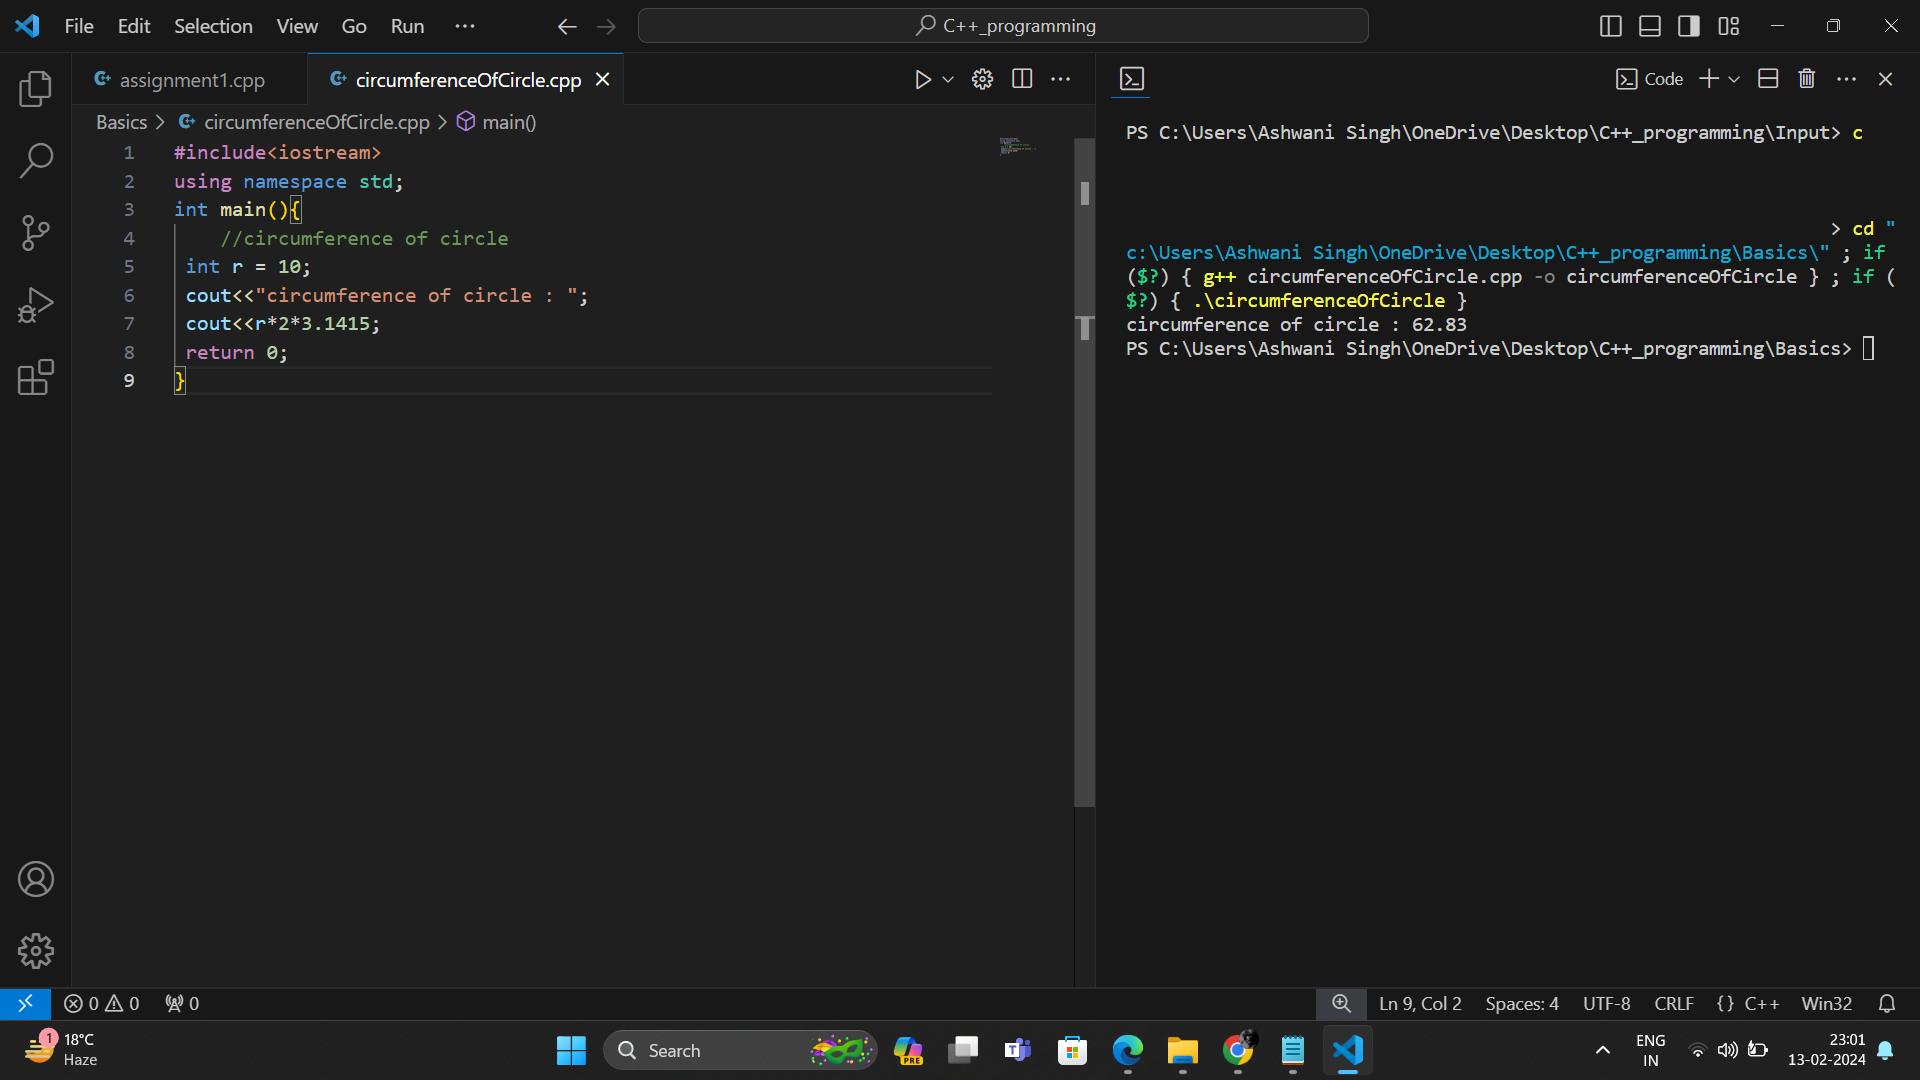 File Edit Selection View Go Run ···
C++_programming
assignment1.cpp
circumferenceOfCircle.cpp
Basics > circumferenceOfCircle.cpp > main()
1 #include<iostream>
2 using namespace std;
3 int main(){
4 //circumference of circle
5 int r = 10;
6 cout<<"circumference of circle : ";
7 cout<<r*2*3.1415;
8 return 0;
9 }
Code
PS C:\Users\Ashwani Singh\OneDrive\Desktop\C++_programming\Input> c
> cd "
c:\Users\Ashwani Singh\OneDrive\Desktop\C++_programming\Basics\" ; if
($?) { g++ circumferenceOfCircle.cpp -o circumferenceOfCircle } ; if (
$?) { .\circumferenceOfCircle }
circumference of circle : 62.83
PS C:\Users\Ashwani Singh\OneDrive\Desktop\C++_programming\Basics>
0 0 0
Ln 9, Col 2 Spaces: 4 UTF-8 CRLF {} C++ Win32
1
18°C
Haze
Search
PRE
ENG
IN
23:01
13-02-2024